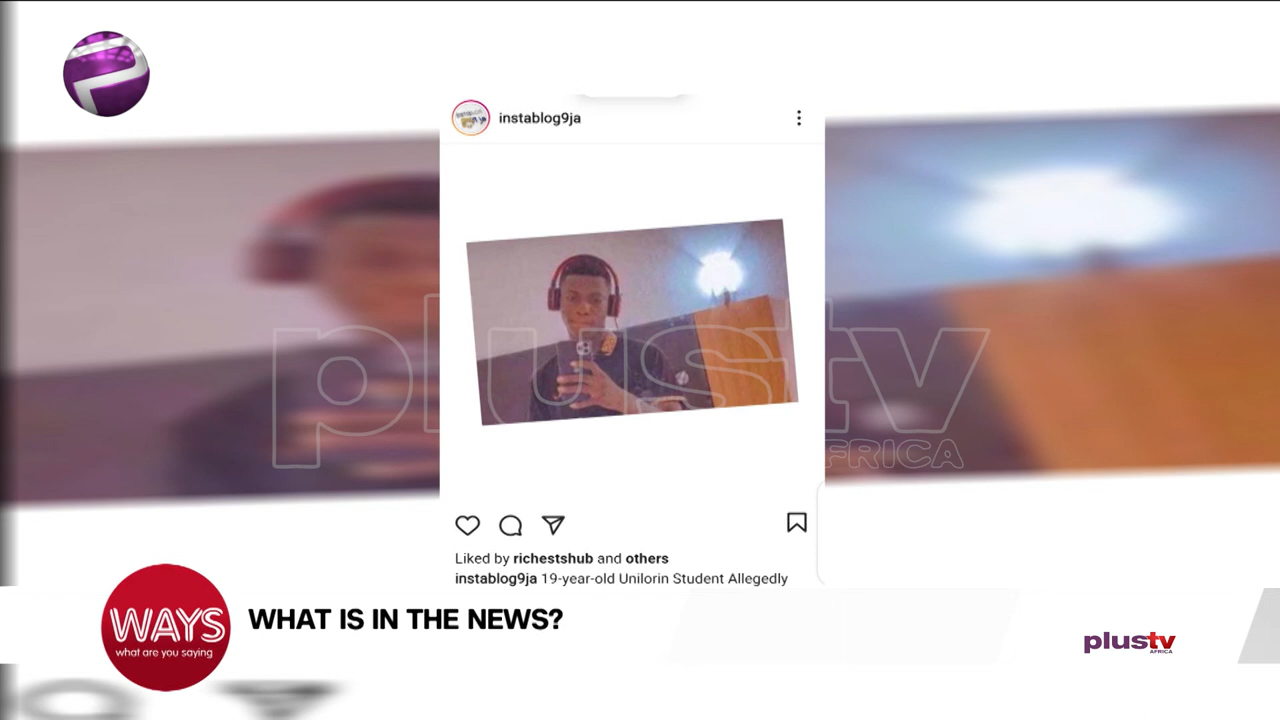 instablog9ja
plustv
AFRICA
Liked by richestshub and others
instablog9ja 19-year-old Unilorin Student Allegedly
WAYS
what are you saying
WHAT IS IN THE NEWS?
plustv
AFRICA